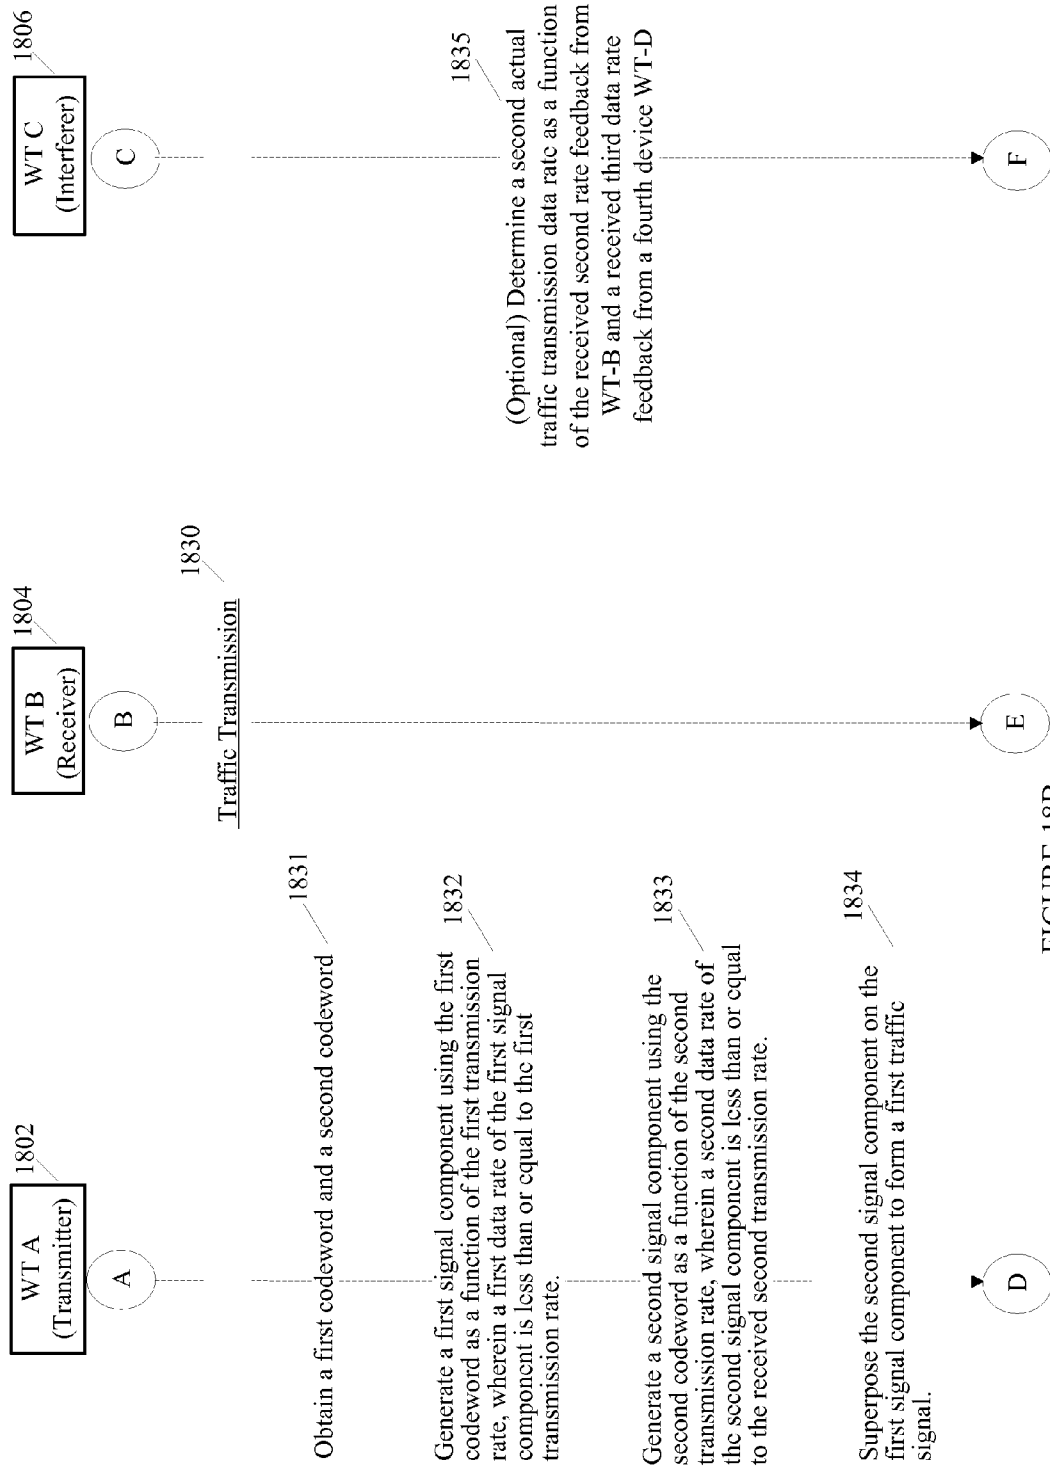 WT A
(Transmitter)
1802
WT B
(Receiver)
1804
WT C
(Interferer)
1806
A
B
C
Traffic Transmission
1830
Obtain a first codeword and a second codeword
1831
Generate a first signal component using the first
codeword as a function of the first transmission
rate, wherein a first data rate of the first signal
component is less than or equal to the first
transmission rate.
1832
(Optional) Determine a second actual
traffic transmission data rate as a function
of the received second rate feedback from
WT-B and a received third data rate
feedback from a fourth device WT-D
1835
Generate a second signal component using the
second codeword as a function of the second
transmission rate, wherein a second data rate of
the second signal component is less than or equal
to the received second transmission rate.
1833
Superpose the second signal component on the
first signal component to form a first traffic
signal.
1834
D
E
F